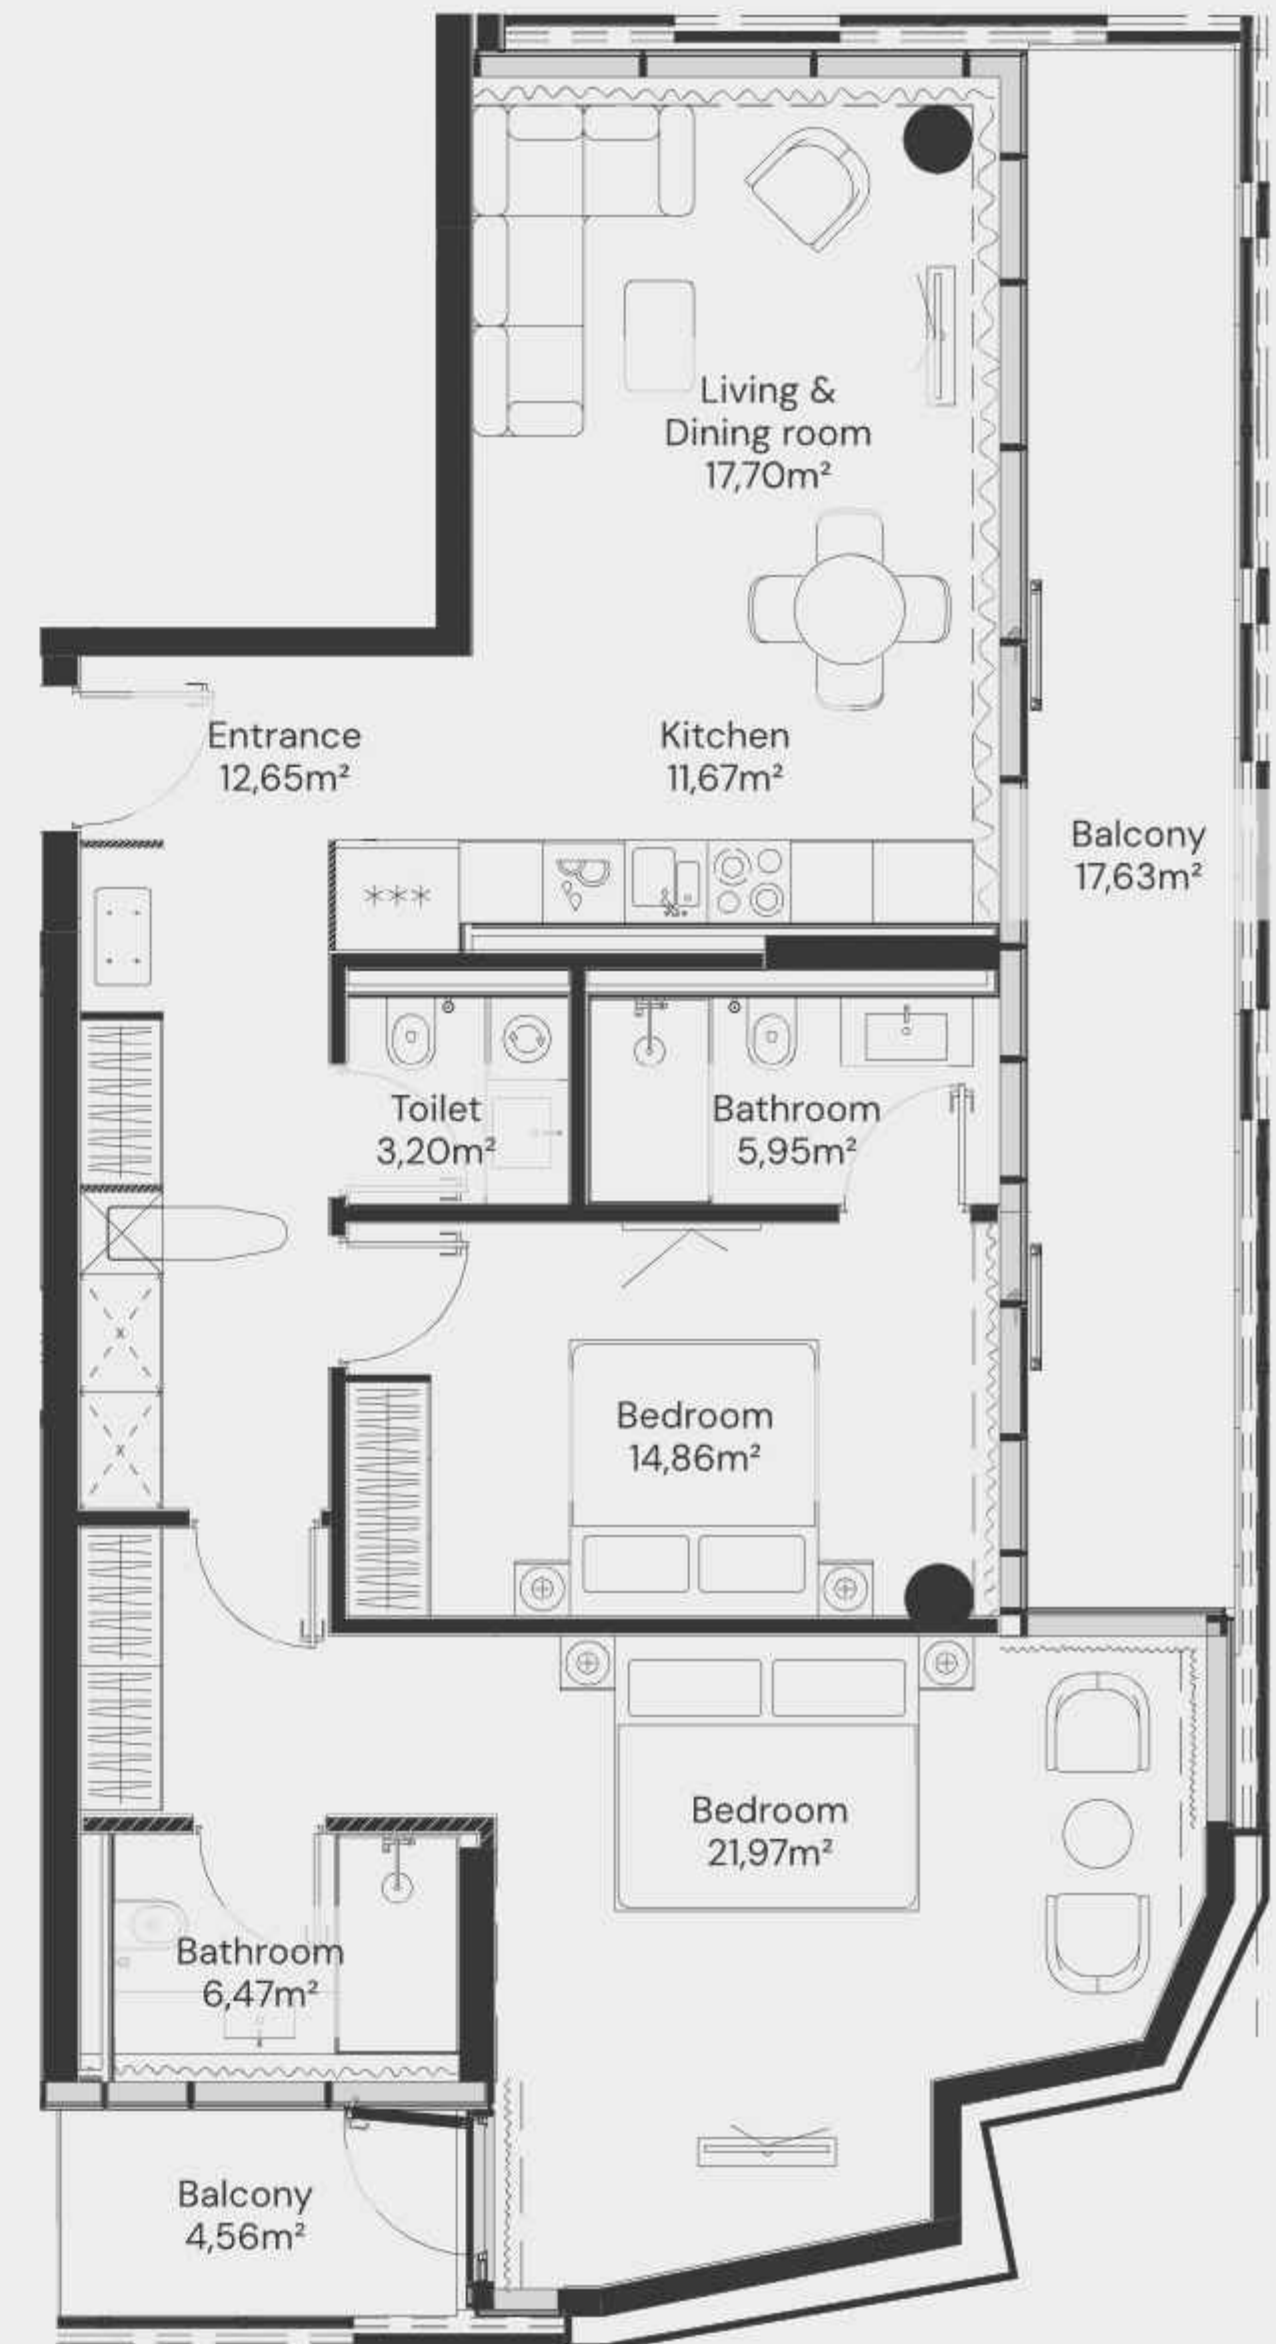 Living &
Dining room
17,70m²
Entrance
12,65m²
Kitchen
11,67m²
Balcony
17,63m²
***
Toilet
3,20m²
Bathroom
5,95m²
Bedroom
14,86m²
Bedroom
21,97m²
Bathroom
6,47m²
Balcony
4,56m²